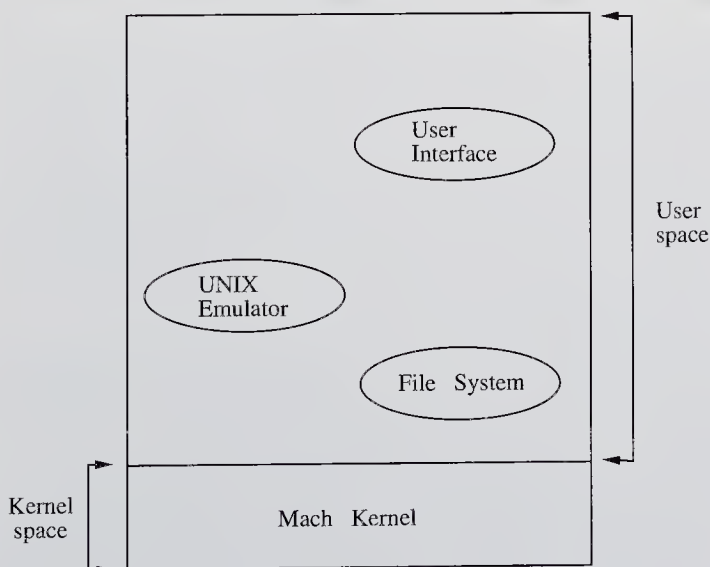 User
Interface
User
space
UNIX
Emulator
File System
Kernel
space
Mach Kernel